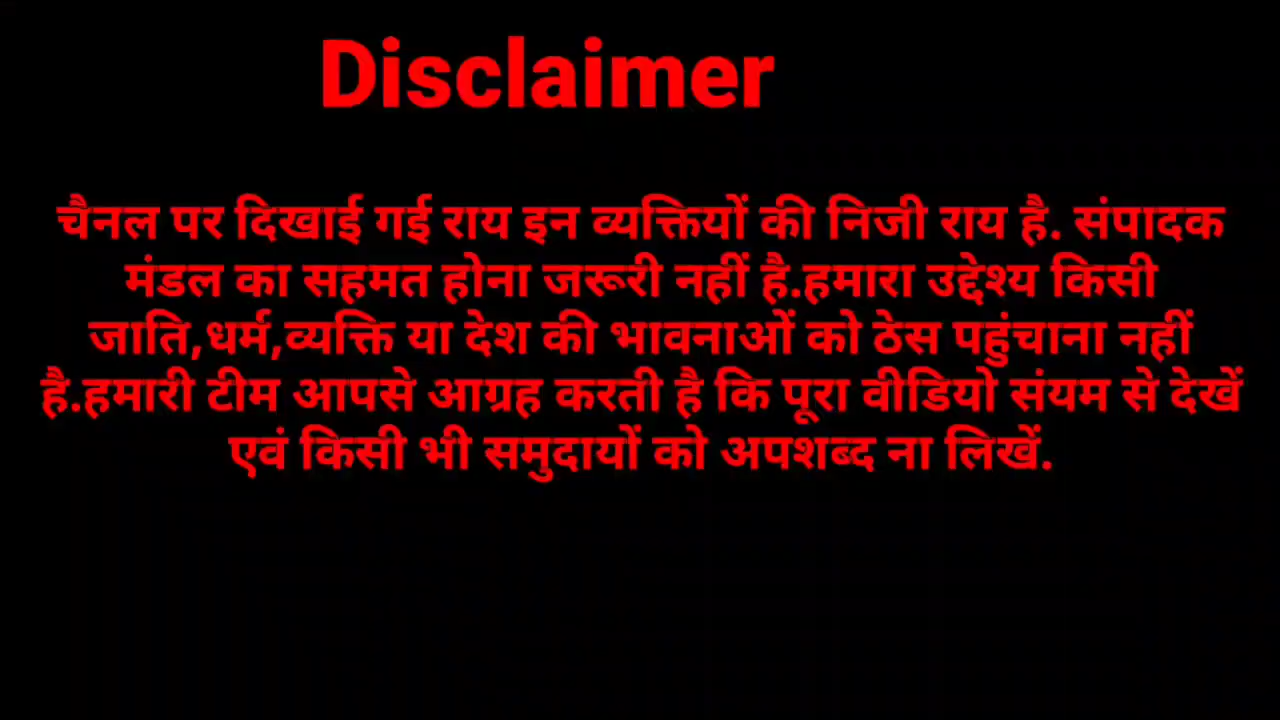 Disclaimer
चैनल पर दिखाई गई राय इन व्यक्तियों की निजी राय है. संपादक
मंडल का सहमत होना जरूरी नहीं है.हमारा उद्देश्य किसी
जाति,धर्म,व्यक्ति या देश की भावनाओं को ठेस पहुंचाना नहीं
है.हमारी टीम आपसे आग्रह करती है कि पूरा वीडियो संयम से देखें
एवं किसी भी समुदायों को अपशब्द ना लिखें.